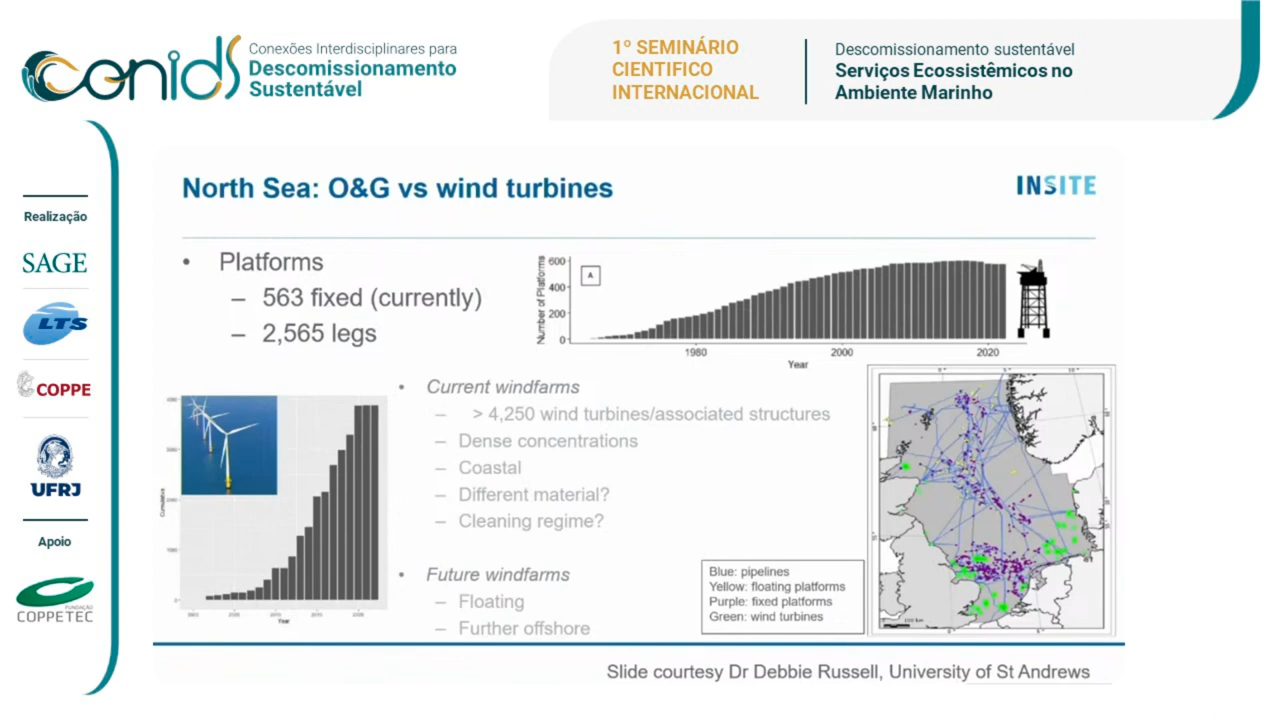 conids
Conexões Interdisciplinares para
Descomissionamento
Sustentável
1º SEMINÁRIO
CIENTIFICO
INTERNACIONAL
Descomissionamento sustentável
Serviços Ecossistêmicos no
Ambiente Marinho
Realização
SAGE
LTS
COPPE
UFRJ
Apoio
FUNDAÇÃO
COPPETEC
North Sea: O&G vs wind turbines
INSITE
• Platforms
– 563 fixed (currently)
– 2,565 legs
Number of Platforms
600
400
200
0
A
1980
2000
2020
Year
• Current windfarms
– > 4,250 wind turbines/associated structures
– Dense concentrations
– Coastal
– Different material?
– Cleaning regime?
• Future windfarms
– Floating
– Further offshore
Cumulative
Year
Blue: pipelines
Yellow: floating platforms
Purple: fixed platforms
Green: wind turbines
Slide courtesy Dr Debbie Russell, University of St Andrews